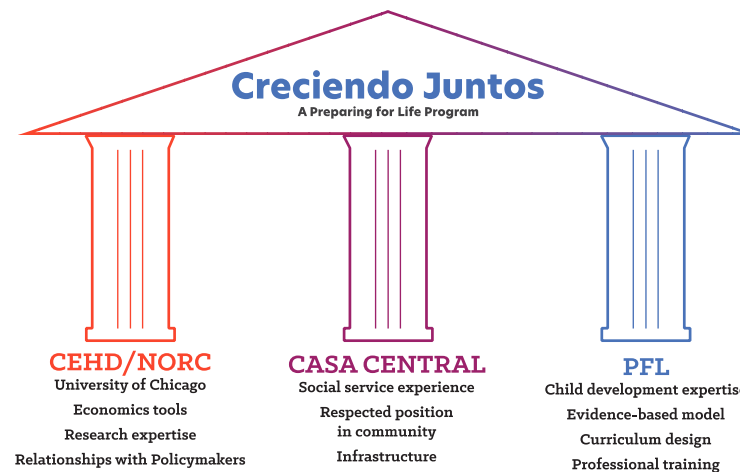 Creciendo Juntos
A Preparing for Life Program
CEHD/NORC
University of Chicago
Economics tools
Research expertise
Relationships with Policymakers
CASA CENTRAL
Social service experience
Respected position
in community
Infrastructure
PFL
Child development expertise
Evidence-based model
Curriculum design
Professional training